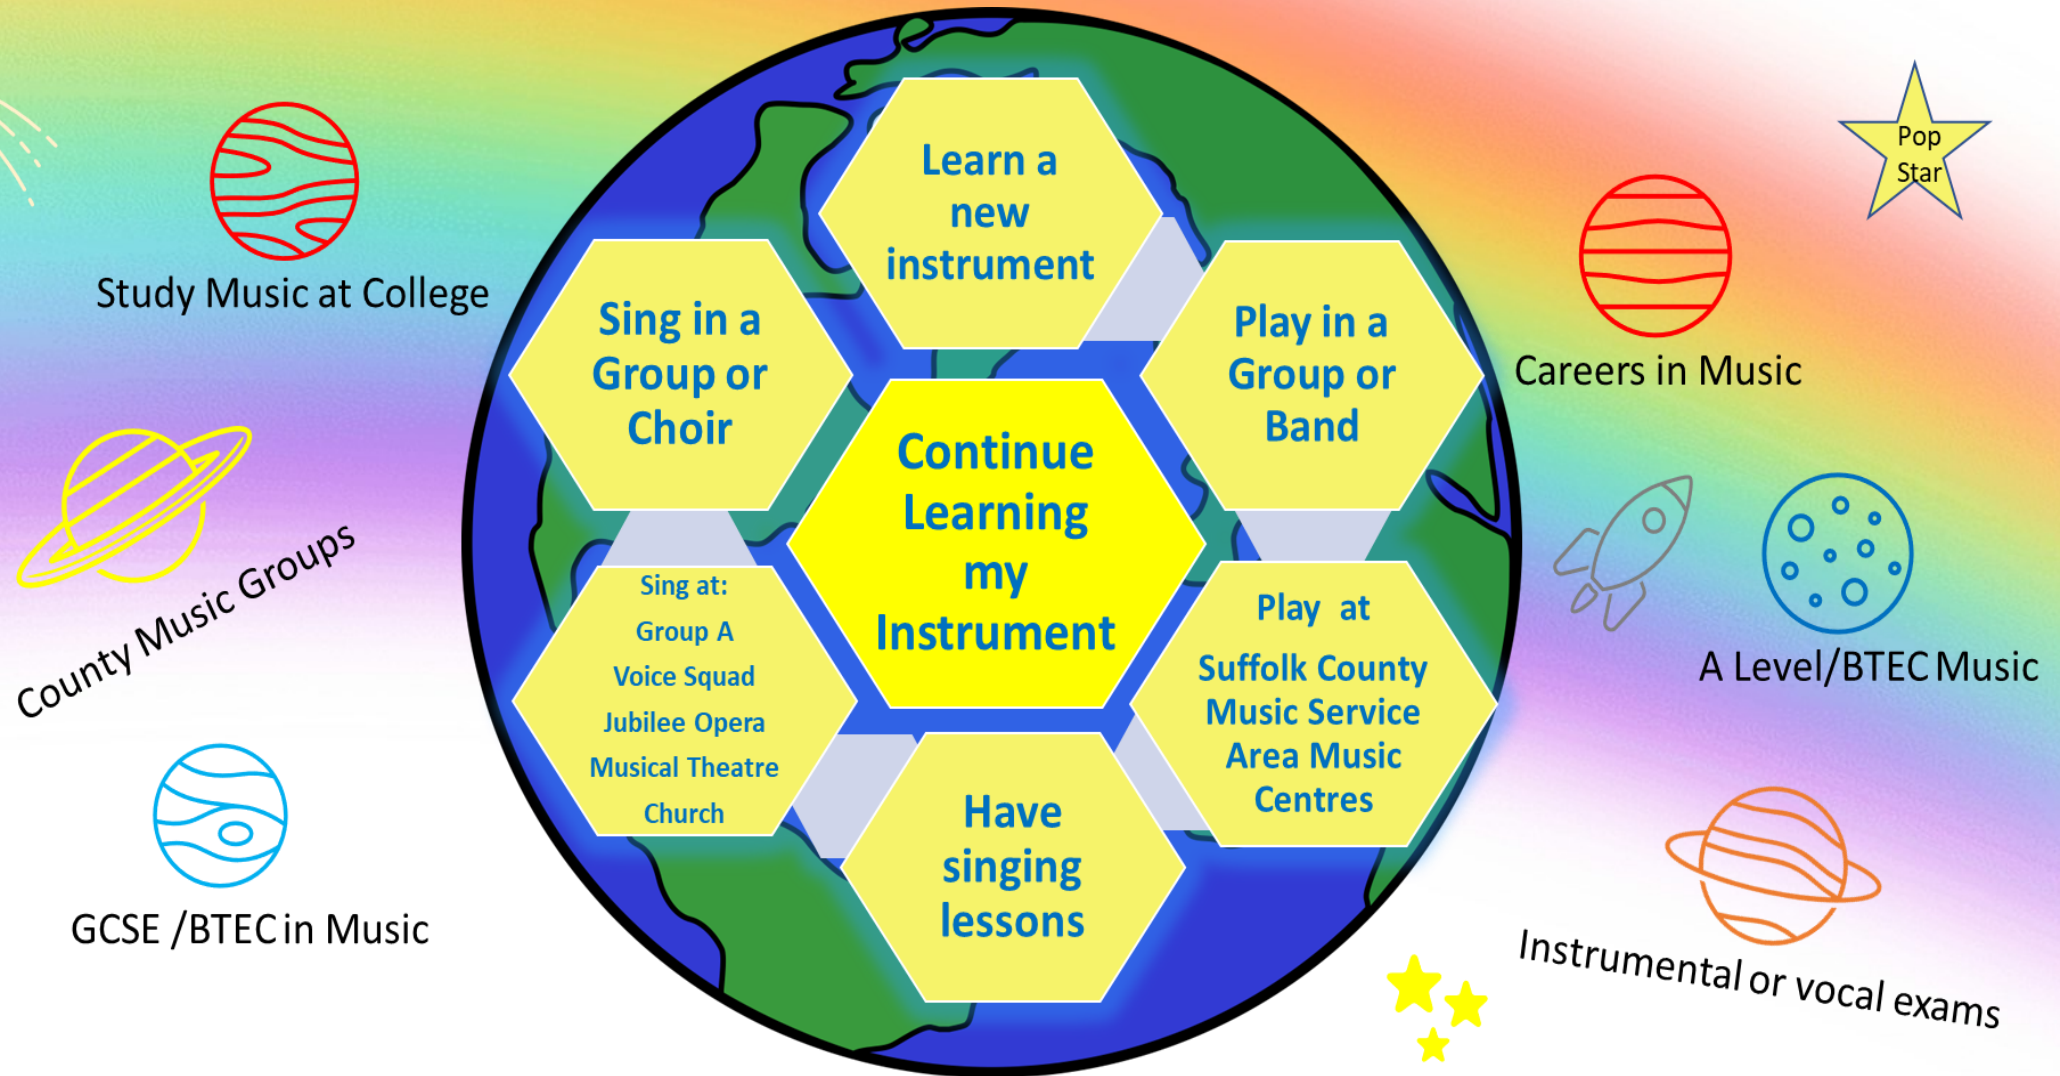 Learn a
new
instrument
Sing in a
Group or
Choir
Play in a
Group or
Band
Continue
Learning
my
Instrument
Sing at:
Group A
Voice Squad
Jubilee Opera
Musical Theatre
Church
Play at
Suffolk County
Music Service
Area Music
Centres
Have
singing
lessons
Study Music at College
County Music Groups
GCSE /BTEC in Music
Pop
Star
Careers in Music
A Level/BTEC Music
Instrumental or vocal exams